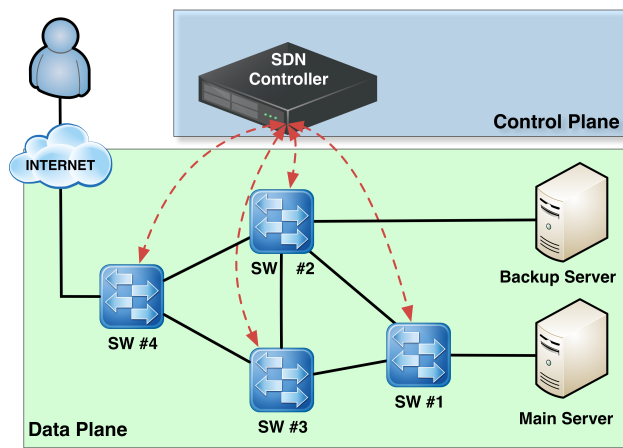 SDN
Controller
Control Plane
INTERNET
SW #2
Backup Server
SW #4
SW #3
SW #1
Main Server
Data Plane